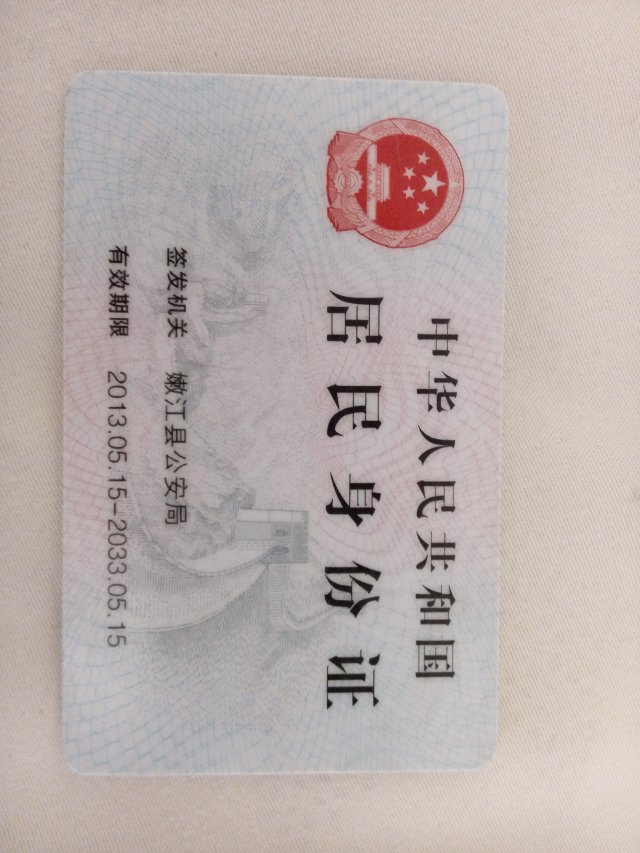 中华人民共和国
居民身份证
签发机关 嫩江县公安局
有效期限 2013.05.15-2033.05.15